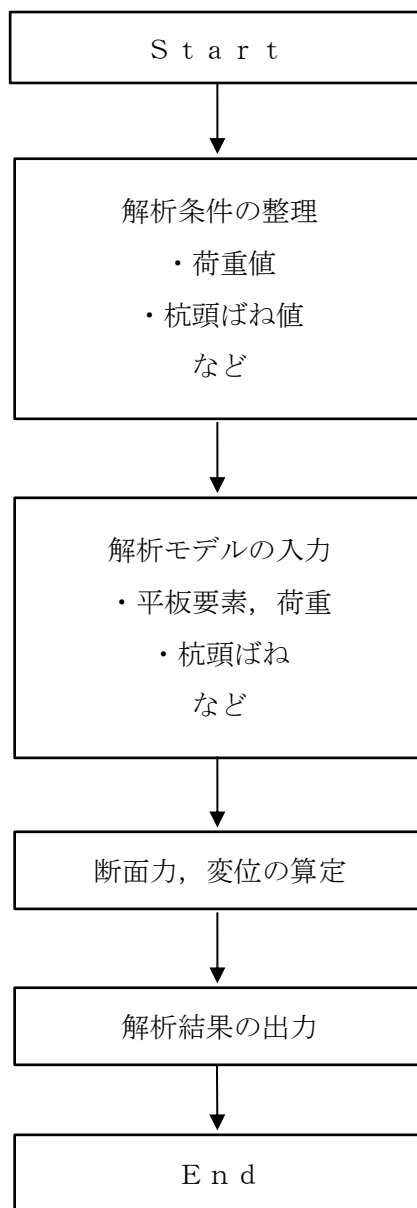 Ｓｔａｒｔ
解析条件の整理
・荷重値
・杭頭ばね値
など
解析モデルの入力
・平板要素，荷重
・杭頭ばね
など
断面力，変位の算定
解析結果の出力
Ｅｎｄ